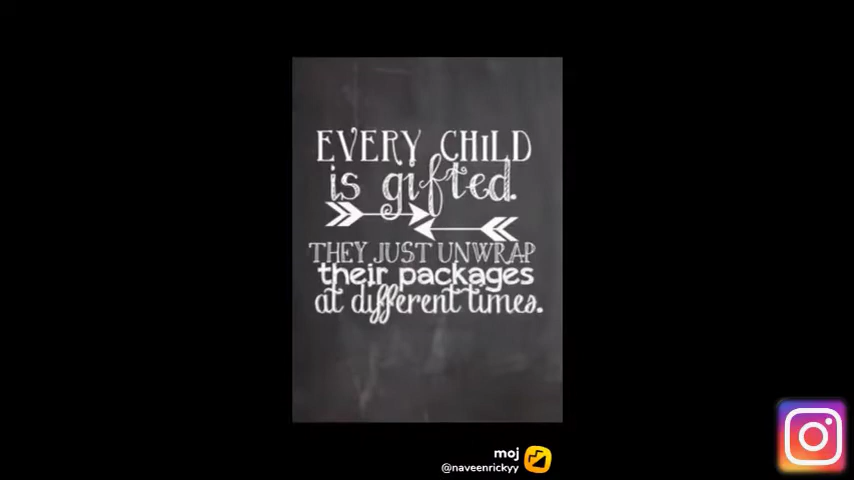 EVERY CHiLD
is gifted.
THEY JUST UNWRAP
their packages
at different times.
moj
@naveenrickyy